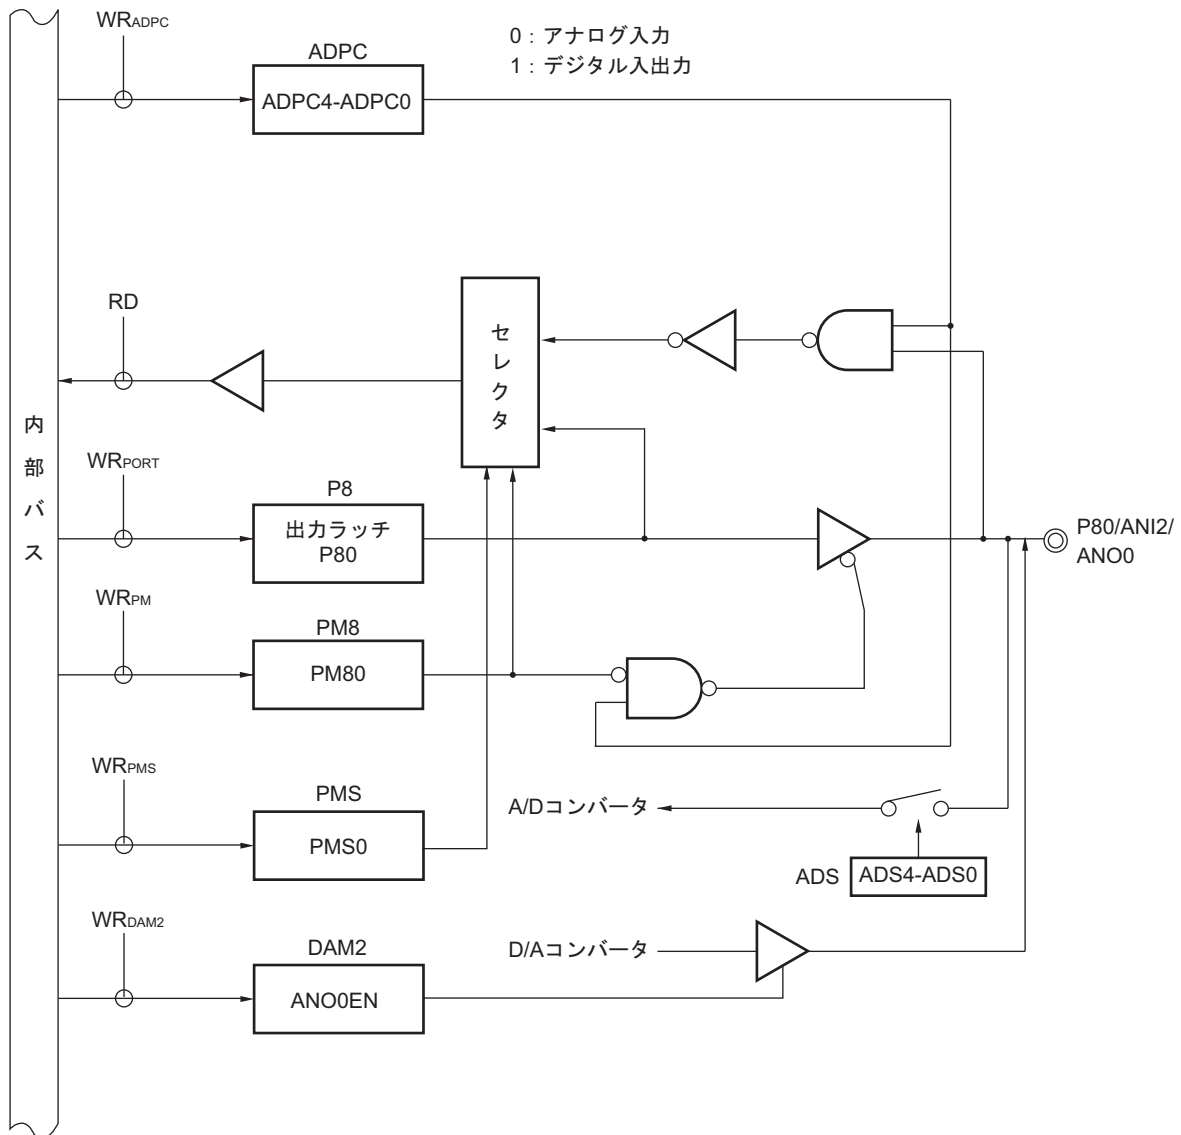 WRADPC
0：アナログ入力
1：デジタル入出力
ADPC
ADPC4-ADPC0
RD
セレクタ
内部バス
WRPORT
P8
出力ラッチ
P80
P80/ANI2/
ANO0
WRPM
PM8
PM80
WRPMS
PMS
PMS0
A/Dコンバータ
ADS
ADS4-ADS0
WRDAM2
DAM2
ANO0EN
D/Aコンバータ